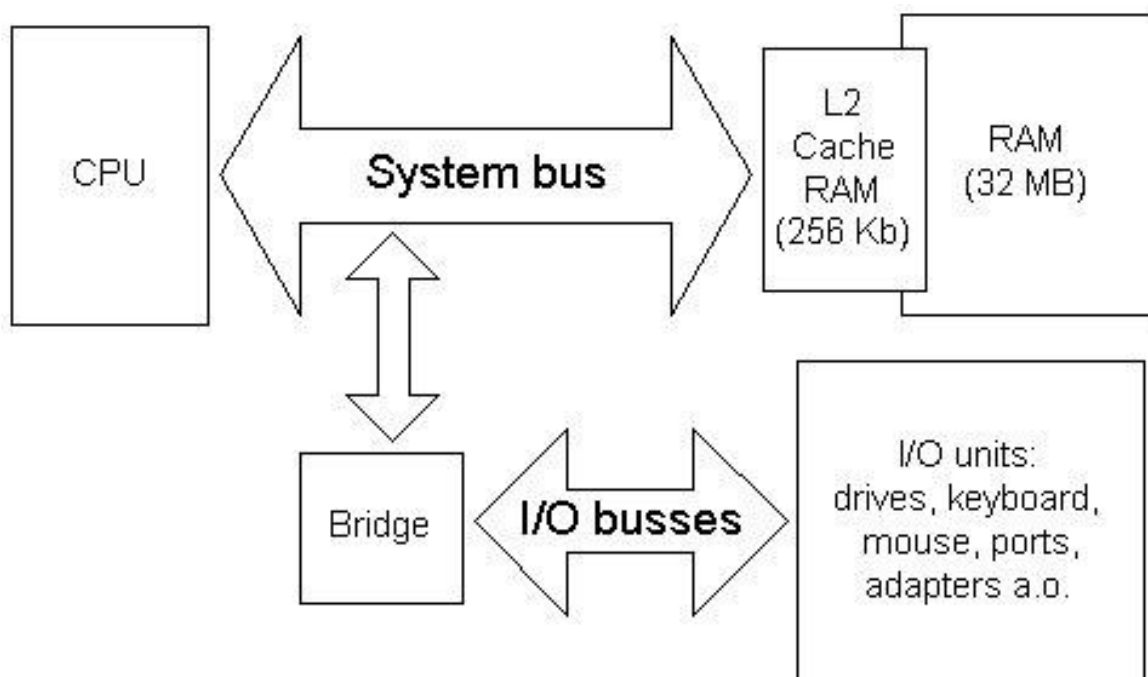 CPU
System bus
L2
Cache
RAM
(256 Kb)
RAM
(32 MB)
Bridge
I/O busses
I/O units:
drives, keyboard,
mouse, ports,
adapters a.o.